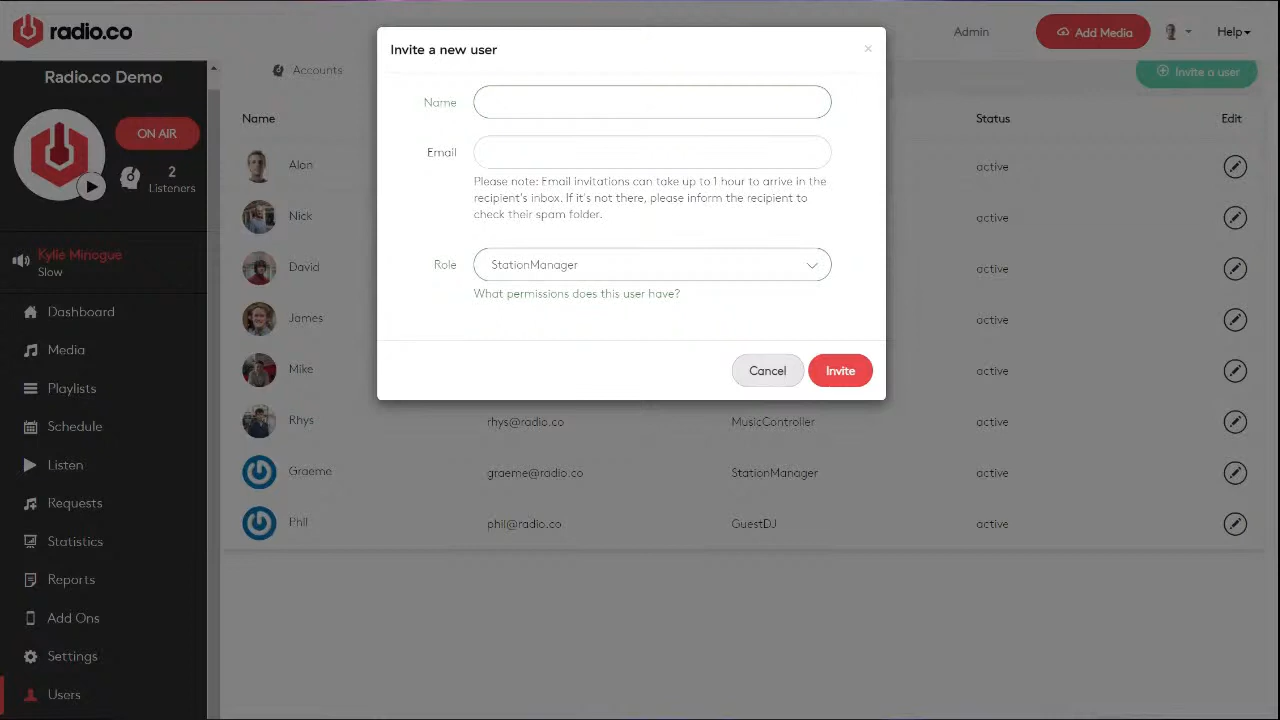 radio.co
Admin
Add Media
Help
Radio.co Demo
ON AIR
2
Listeners
Kylie Minogue
Slow
Dashboard
Media
Playlists
Schedule
Listen
Requests
Statistics
Reports
Add Ons
Settings
Users
Accounts
Invite a user
Name
Status
Edit
Alan
active
Nick
active
David
active
James
active
Mike
active
Rhys
rhys@radio.co
MusicController
active
Graeme
graeme@radio.co
StationManager
active
Phil
phil@radio.co
GuestDJ
active
Invite a new user
×
Name
Email
Please note: Email invitations can take up to 1 hour to arrive in the
recipient's inbox. If it's not there, please inform the recipient to
check their spam folder.
Role
StationManager
What permissions does this user have?
Cancel
Invite